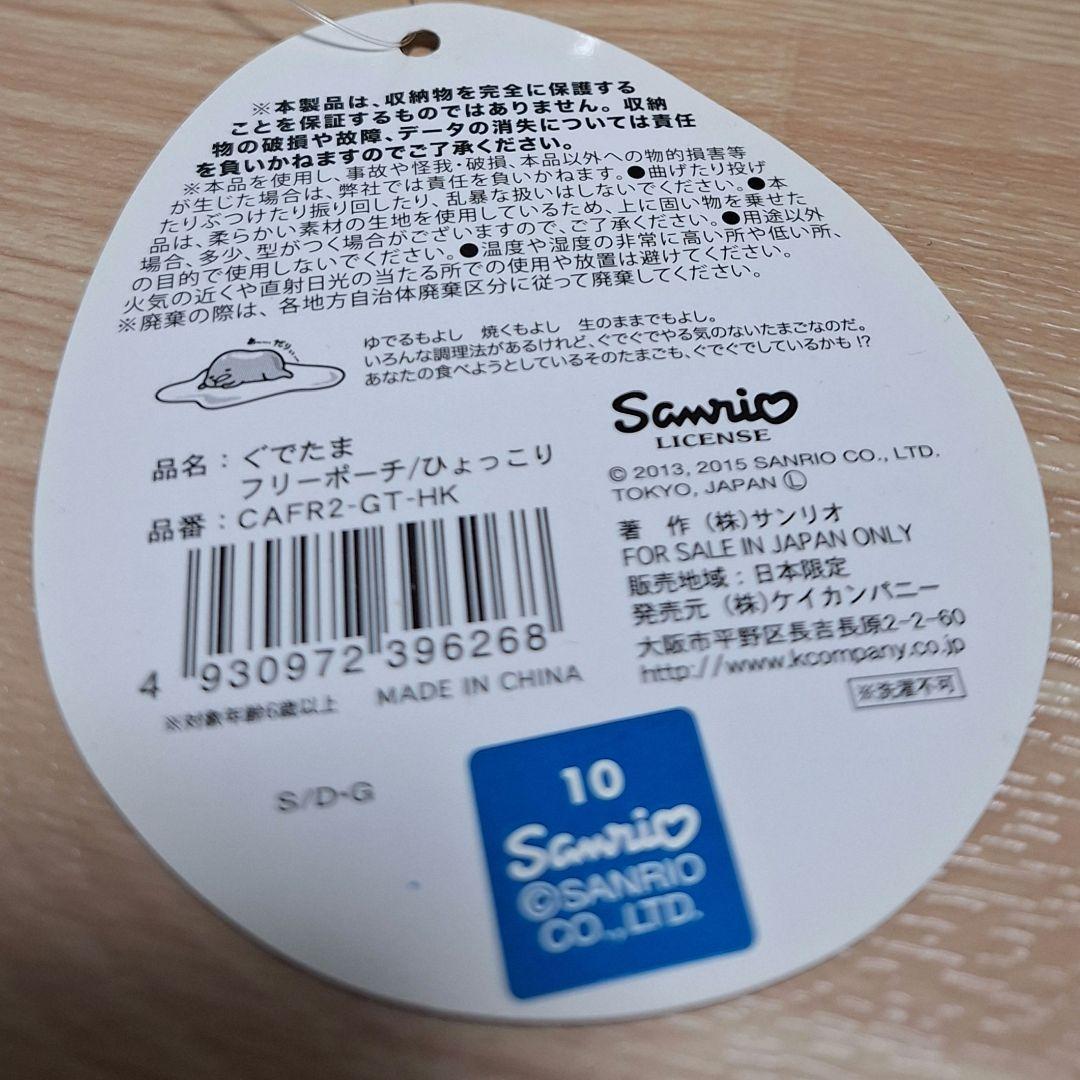 ※本製品は、収納物を完全に保護する
ことを保証するものではありません。収納
物の破損や故障、データの消失については責任
を負いかねますのでご了承ください。
※本品を使用し、事故や怪我・破損、本品以外への物的損害等
が生じた場合は、弊社では責任を負いかねます。●曲げたり投げ
たりぶつけたり振り回したり、乱暴な扱いはしないでください。●本
品は、柔らかい素材の生地を使用しているため、上に固い物を乗せた
場合、多少、型がつく場合がございますので、ご了承ください。●用途以外
の目的で使用しないでください。●温度や湿度の非常に高い所や低い所、
火気の近くや直射日光の当たる所での使用や放置は避けてください。
※廃棄の際は、各地方自治体廃棄区分に従って廃棄してください。
あー、だりぃー
ゆでるもよし 焼くもよし 生のままでもよし。
いろんな調理法があるけれど、ぐでぐでやる気のないたまごなのだ。
あなたの食べようとしているそのたまごも、ぐでぐでしているかも!?
品名：ぐでたま
フリーポーチ/ひょっこり
品番：CAFR2-GT-HK
4 930972 396268
※対象年齢6歳以上 MADE IN CHINA
S/D-G
Sanrio
LICENSE
© 2013, 2015 SANRIO CO., LTD.
TOKYO, JAPAN Ⓛ
著 作 (株)サンリオ
FOR SALE IN JAPAN ONLY
販売地域：日本限定
発売元 (株)ケイカンパニー
大阪市平野区長吉長原2-2-60
http://www.kcompany.co.jp
※洗濯不可
10
Sanrio
©SANRIO
CO.,LTD.